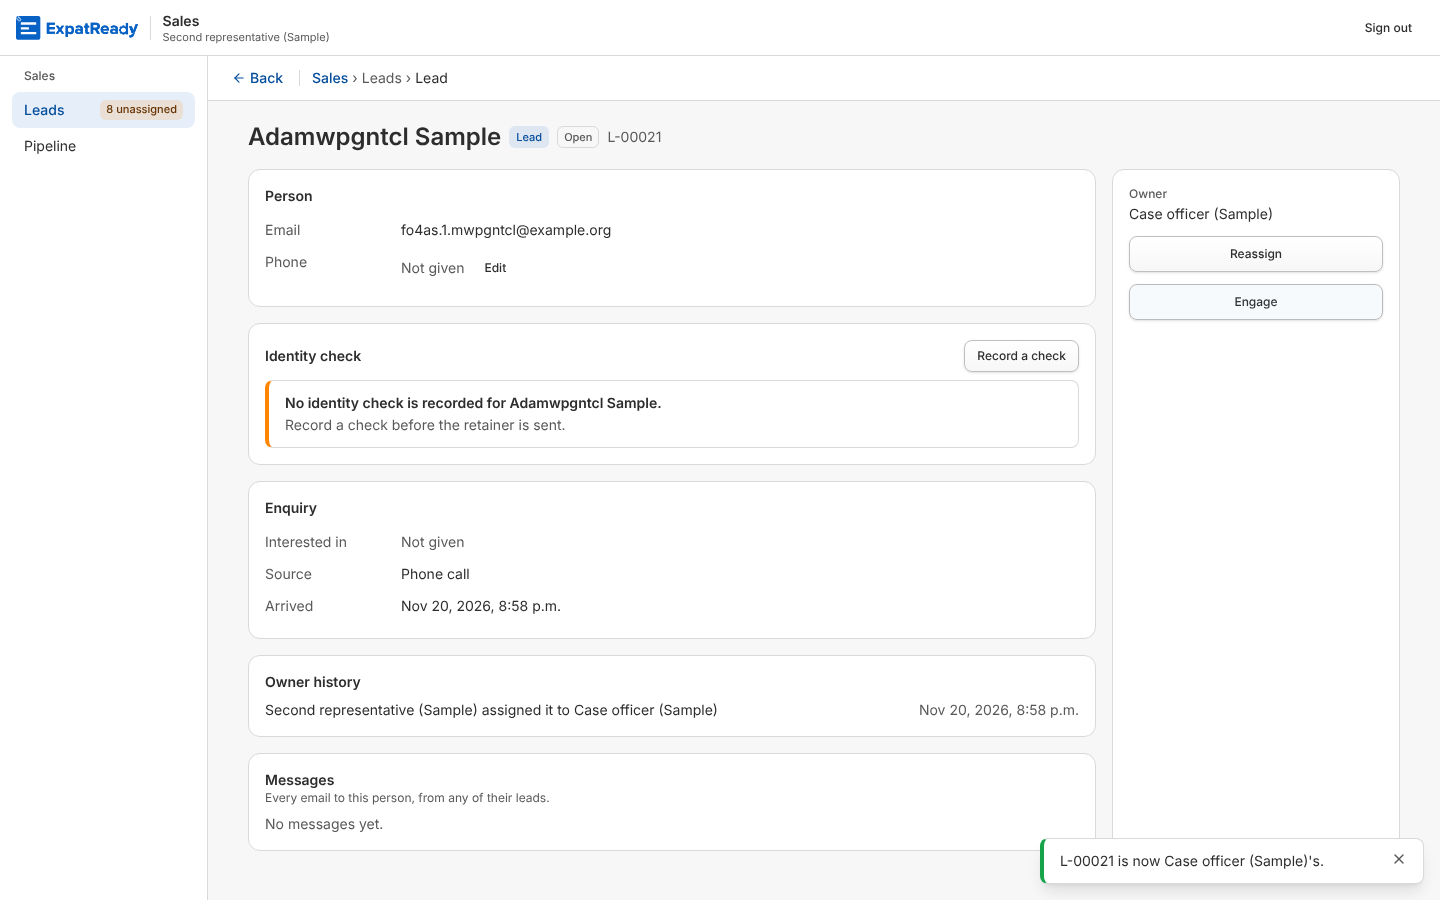 ExpatReady
Sales
Second representative (Sample)
Sign out
Sales
Leads
8 unassigned
Pipeline
← Back
Sales › Leads › Lead
Adamwpgntcl Sample
Lead
Open
L-00021
Person
Email
fo4as.1.mwpgntcl@example.org
Phone
Not given
Edit
Identity check
Record a check
No identity check is recorded for Adamwpgntcl Sample.
Record a check before the retainer is sent.
Enquiry
Interested in
Not given
Source
Phone call
Arrived
Nov 20, 2026, 8:58 p.m.
Owner history
Second representative (Sample) assigned it to Case officer (Sample)
Nov 20, 2026, 8:58 p.m.
Messages
Every email to this person, from any of their leads.
No messages yet.
Owner
Case officer (Sample)
Reassign
Engage
L-00021 is now Case officer (Sample)'s.